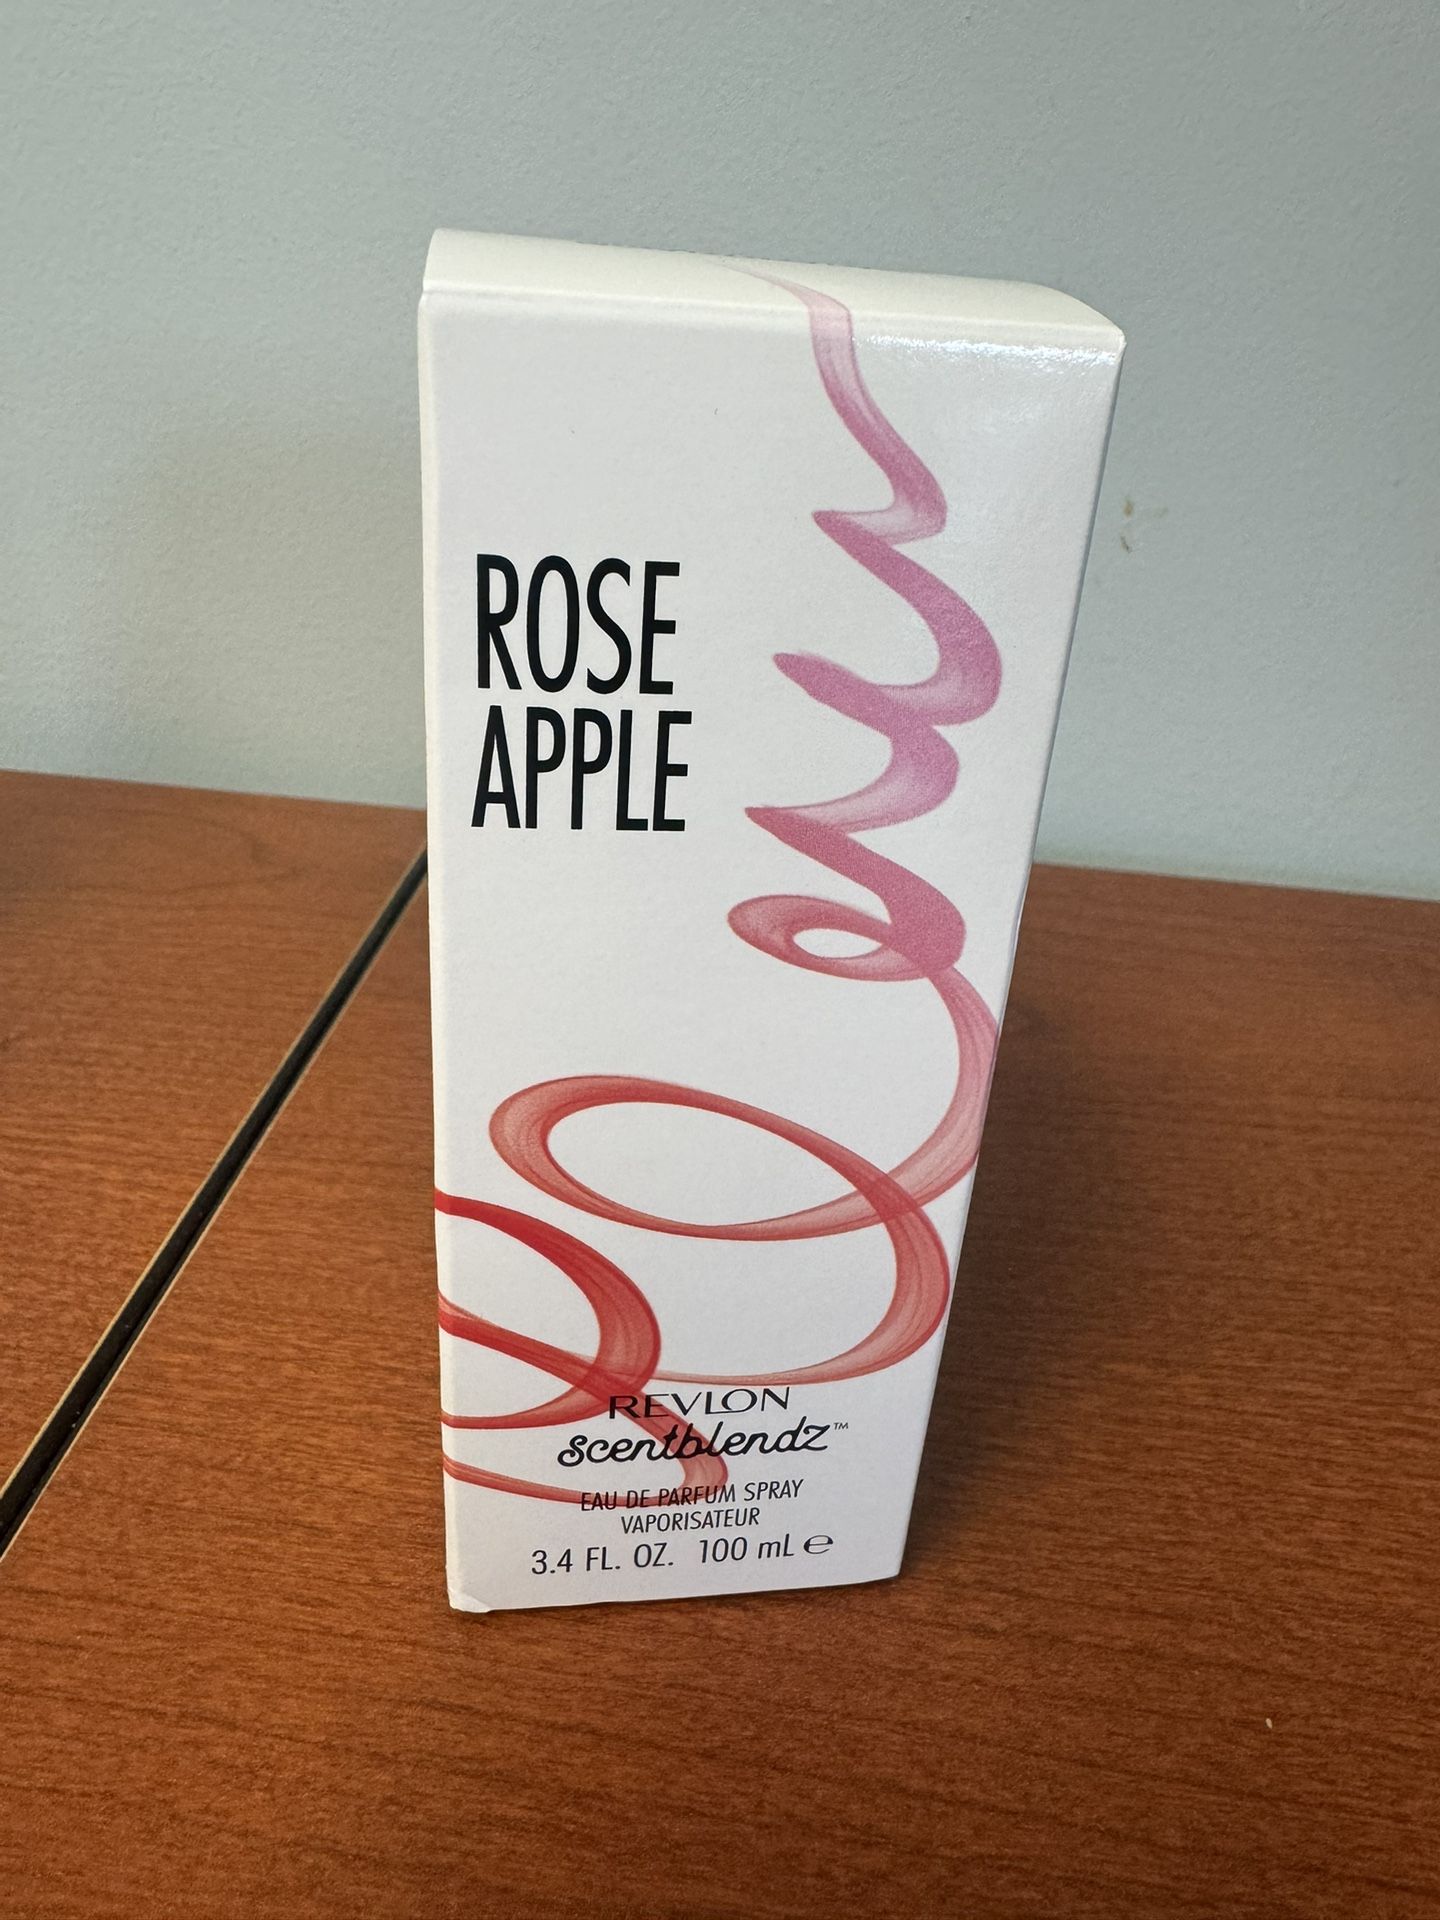 ROSE
APPLE
REVLON
scentblendz™
EAU DE PARFUM SPRAY
VAPORISATEUR
3.4 FL. OZ. 100 mL ℮